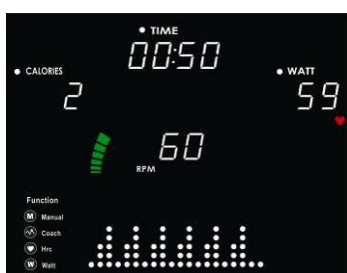 TIME
00:50
CALORIES
2
WATT
59
60
RPM
Function
M Manual
Coach
Hrc
W Watt